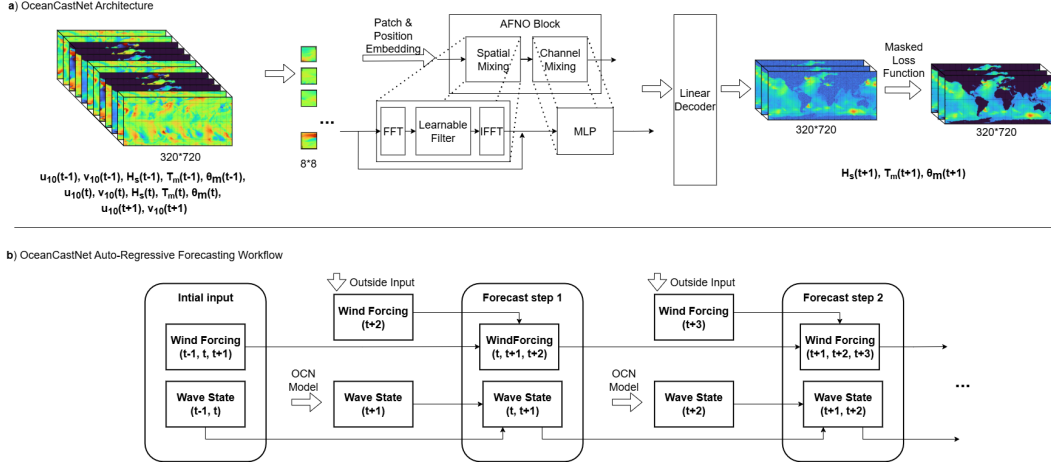 a) OceanCastNet Architecture
320*720
u10(t-1), v10(t-1), Hs(t-1), Tm(t-1), θm(t-1),
u10(t), v10(t), Hs(t), Tm(t), θm(t),
u10(t+1), v10(t+1)
8*8
...
Patch &
Position
Embedding
AFNO Block
Spatial
Mixing
Channel
Mixing
FFT
Learnable
Filter
IFFT
MLP
Linear
Decoder
320*720
Masked
Loss
Function
320*720
Hs(t+1), Tm(t+1), θm(t+1)
b) OceanCastNet Auto-Regressive Forecasting Workflow
Intial input
Wind Forcing
(t-1, t, t+1)
Wave State
(t-1, t)
Outside Input
Wind Forcing
(t+2)
OCN
Model
Wave State
(t+1)
Forecast step 1
WindForcing
(t, t+1, t+2)
Wave State
(t, t+1)
Outside Input
Wind Forcing
(t+3)
OCN
Model
Wave State
(t+2)
Forecast step 2
Wind Forcing
(t+1, t+2, t+3)
Wave State
(t+1, t+2)
...